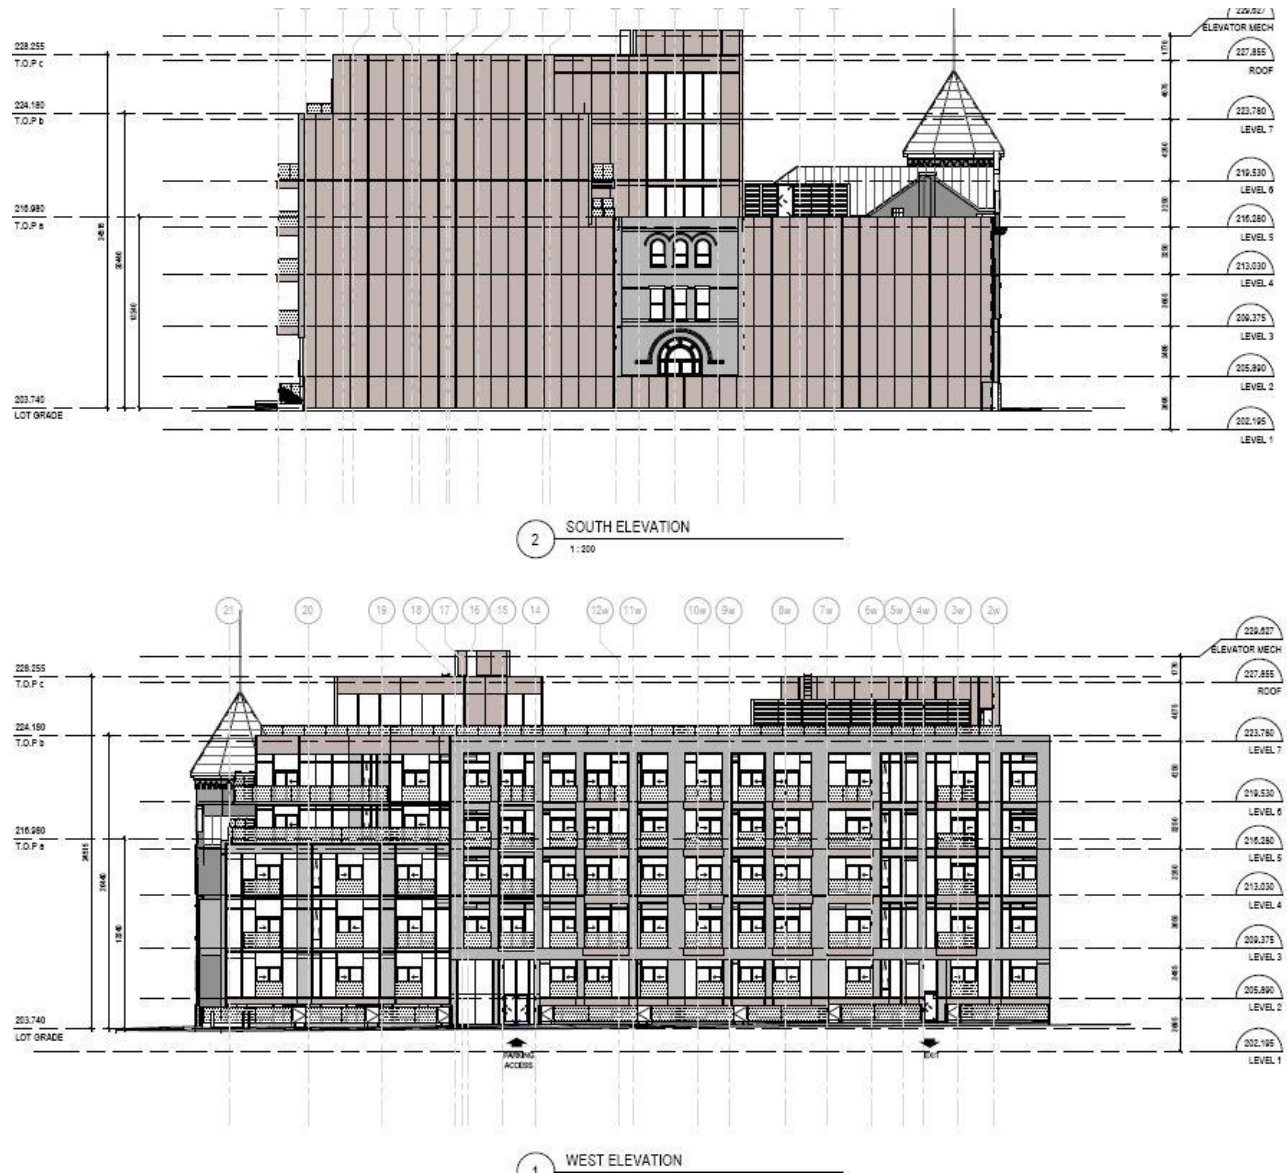 229.627
ELEVATOR MECH
228.255
T.O.P c
227.855
ROOF
224.180
T.O.P b
223.780
LEVEL 7
219.530
LEVEL 6
216.980
T.O.P a
216.280
LEVEL 5
213.030
LEVEL 4
209.375
LEVEL 3
205.890
LEVEL 2
203.740
LOT GRADE
202.195
LEVEL 1
2
SOUTH ELEVATION
1 : 200
21
20
19
18
17
16
15
14
12w
11w
10w
9w
8w
7w
6w
5w
4w
3w
2w
229.627
ELEVATOR MECH
228.255
T.O.P c
227.855
ROOF
224.180
T.O.P b
223.780
LEVEL 7
219.530
LEVEL 6
216.980
T.O.P a
216.280
LEVEL 5
213.030
LEVEL 4
209.375
LEVEL 3
205.890
LEVEL 2
203.740
LOT GRADE
202.195
LEVEL 1
PARKING
ACCESS
EXIT
1
WEST ELEVATION